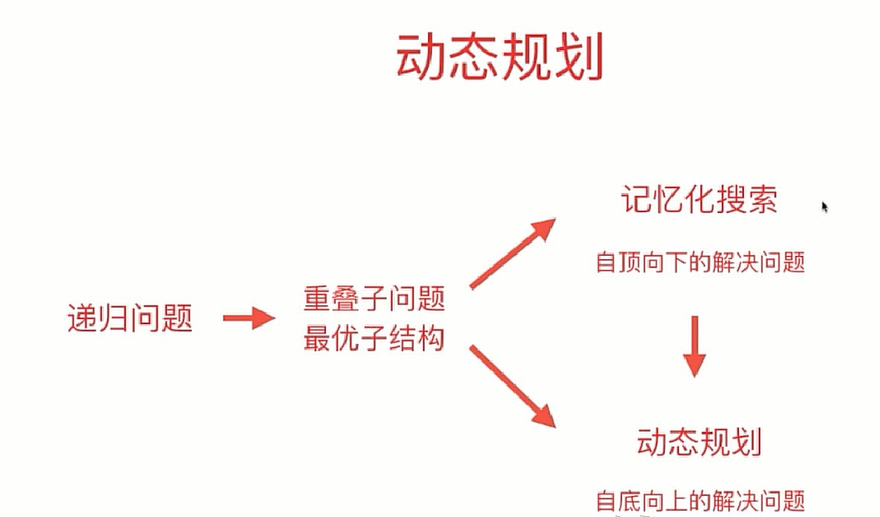 动态规划
记忆化搜索
自顶向下的解决问题
递归问题
重叠子问题
最优子结构
动态规划
自底向上的解决问题